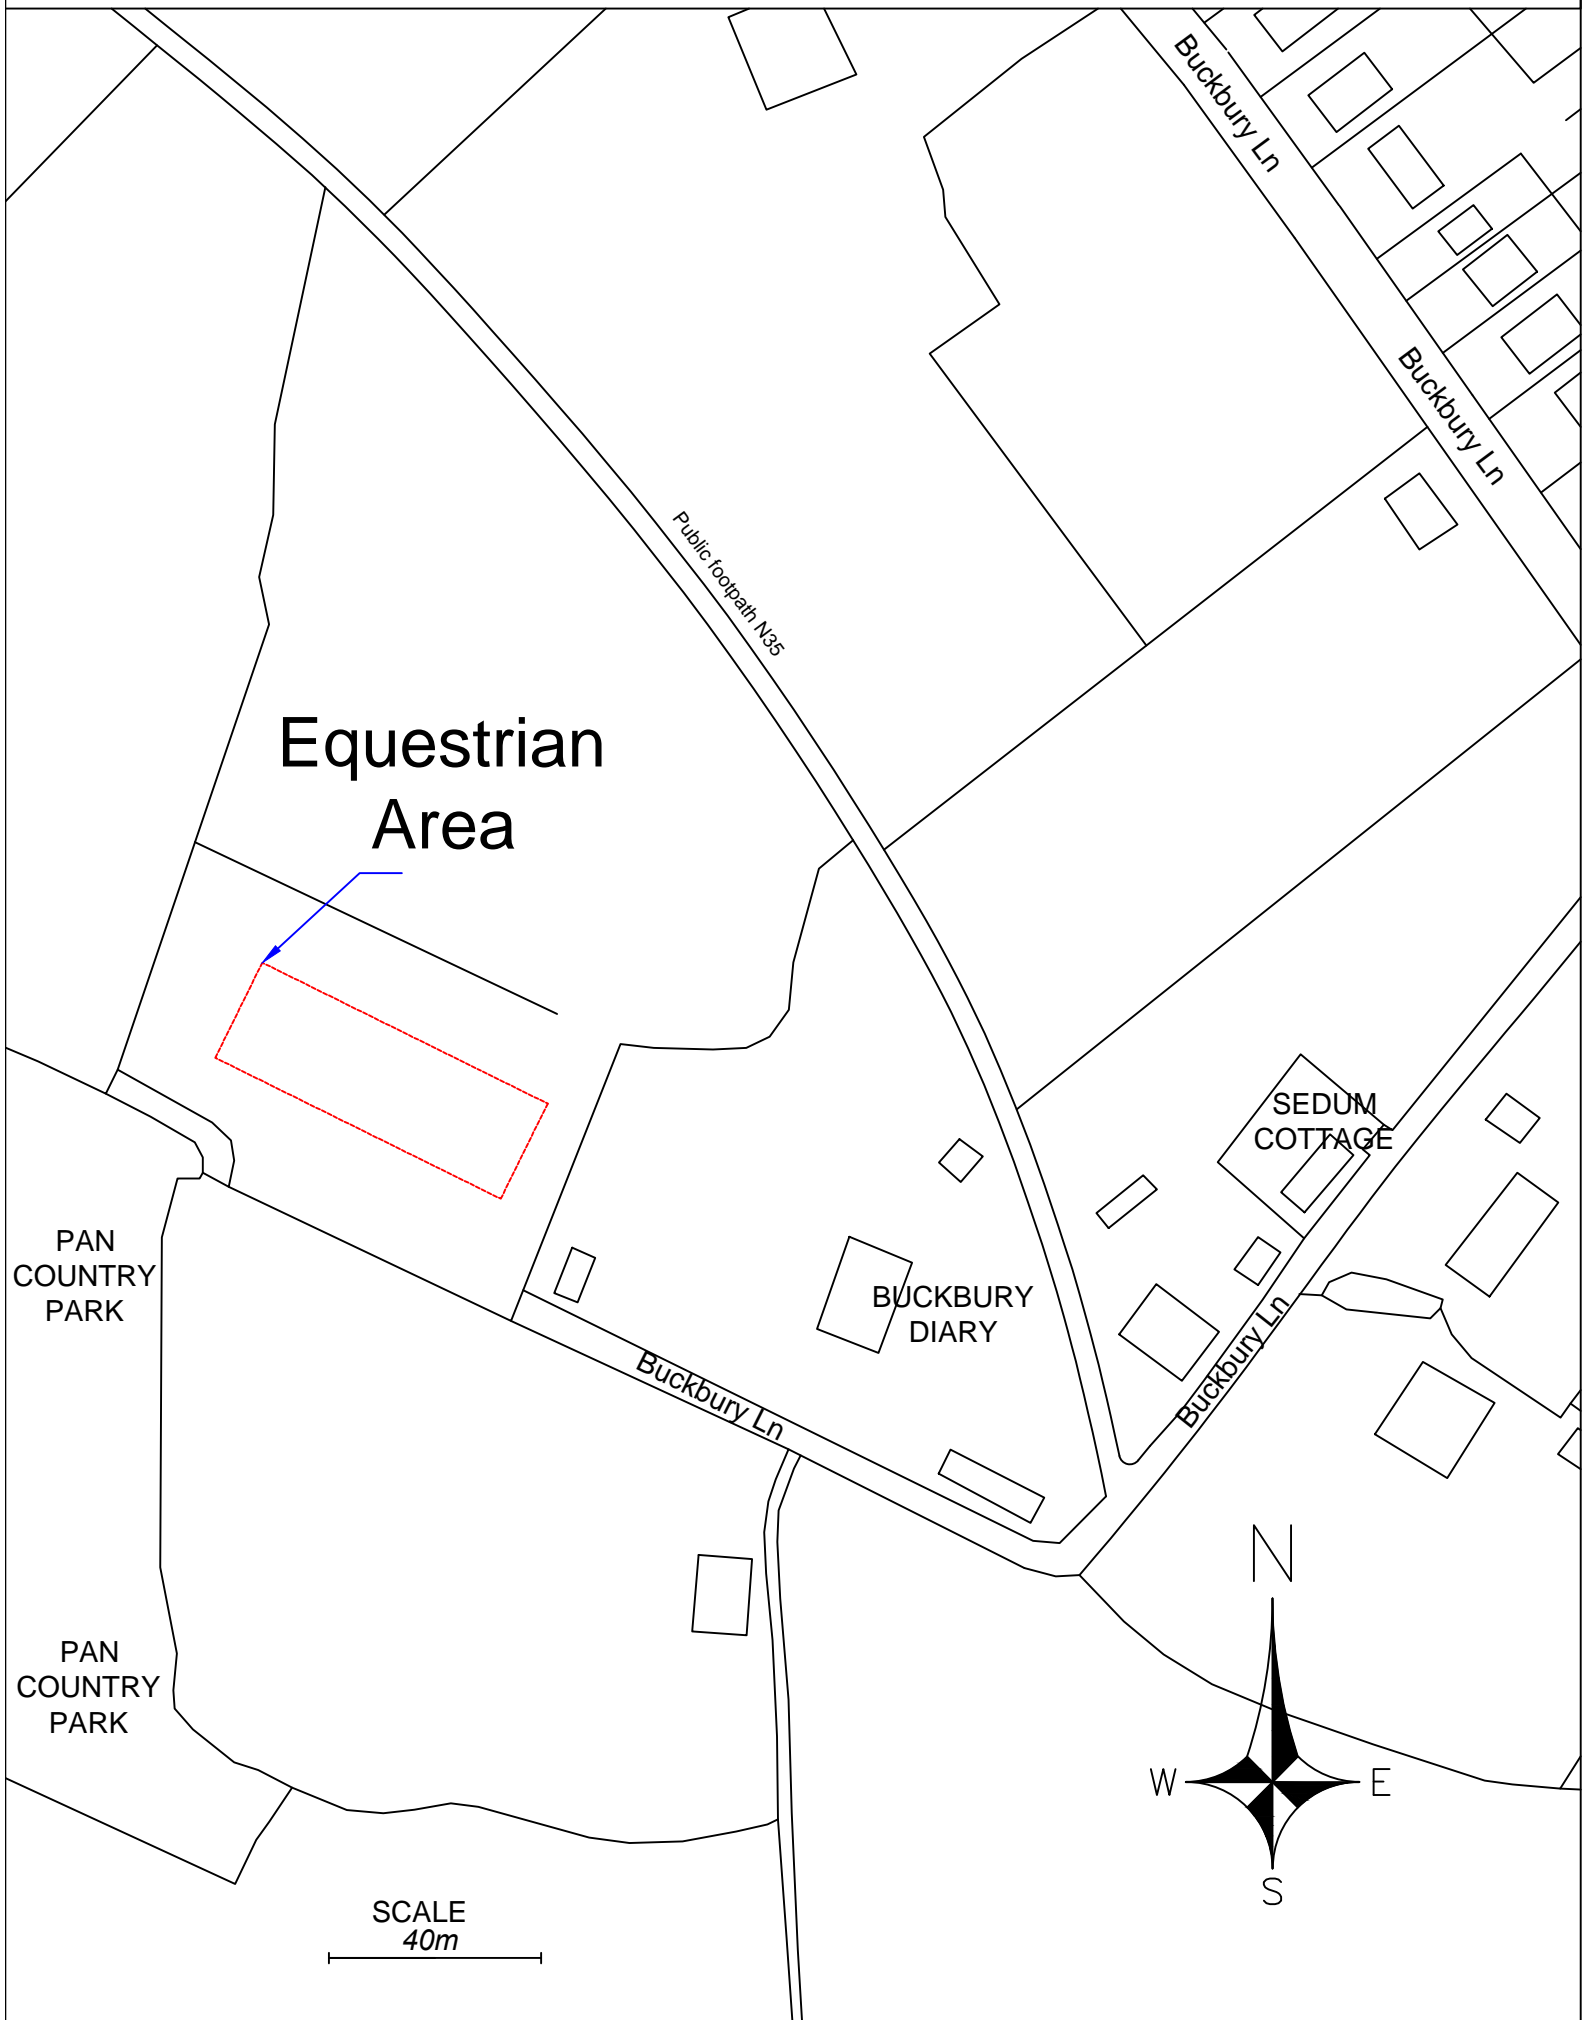 Buckbury Ln
Buckbury Ln
Public footpath N35
Equestrian
Area
SEDUM
COTTAGE
PAN
COUNTRY
PARK
BUCKBURY
DIARY
Buckbury Ln
Buckbury Ln
N
PAN
COUNTRY
PARK
W
E
S
SCALE
40m